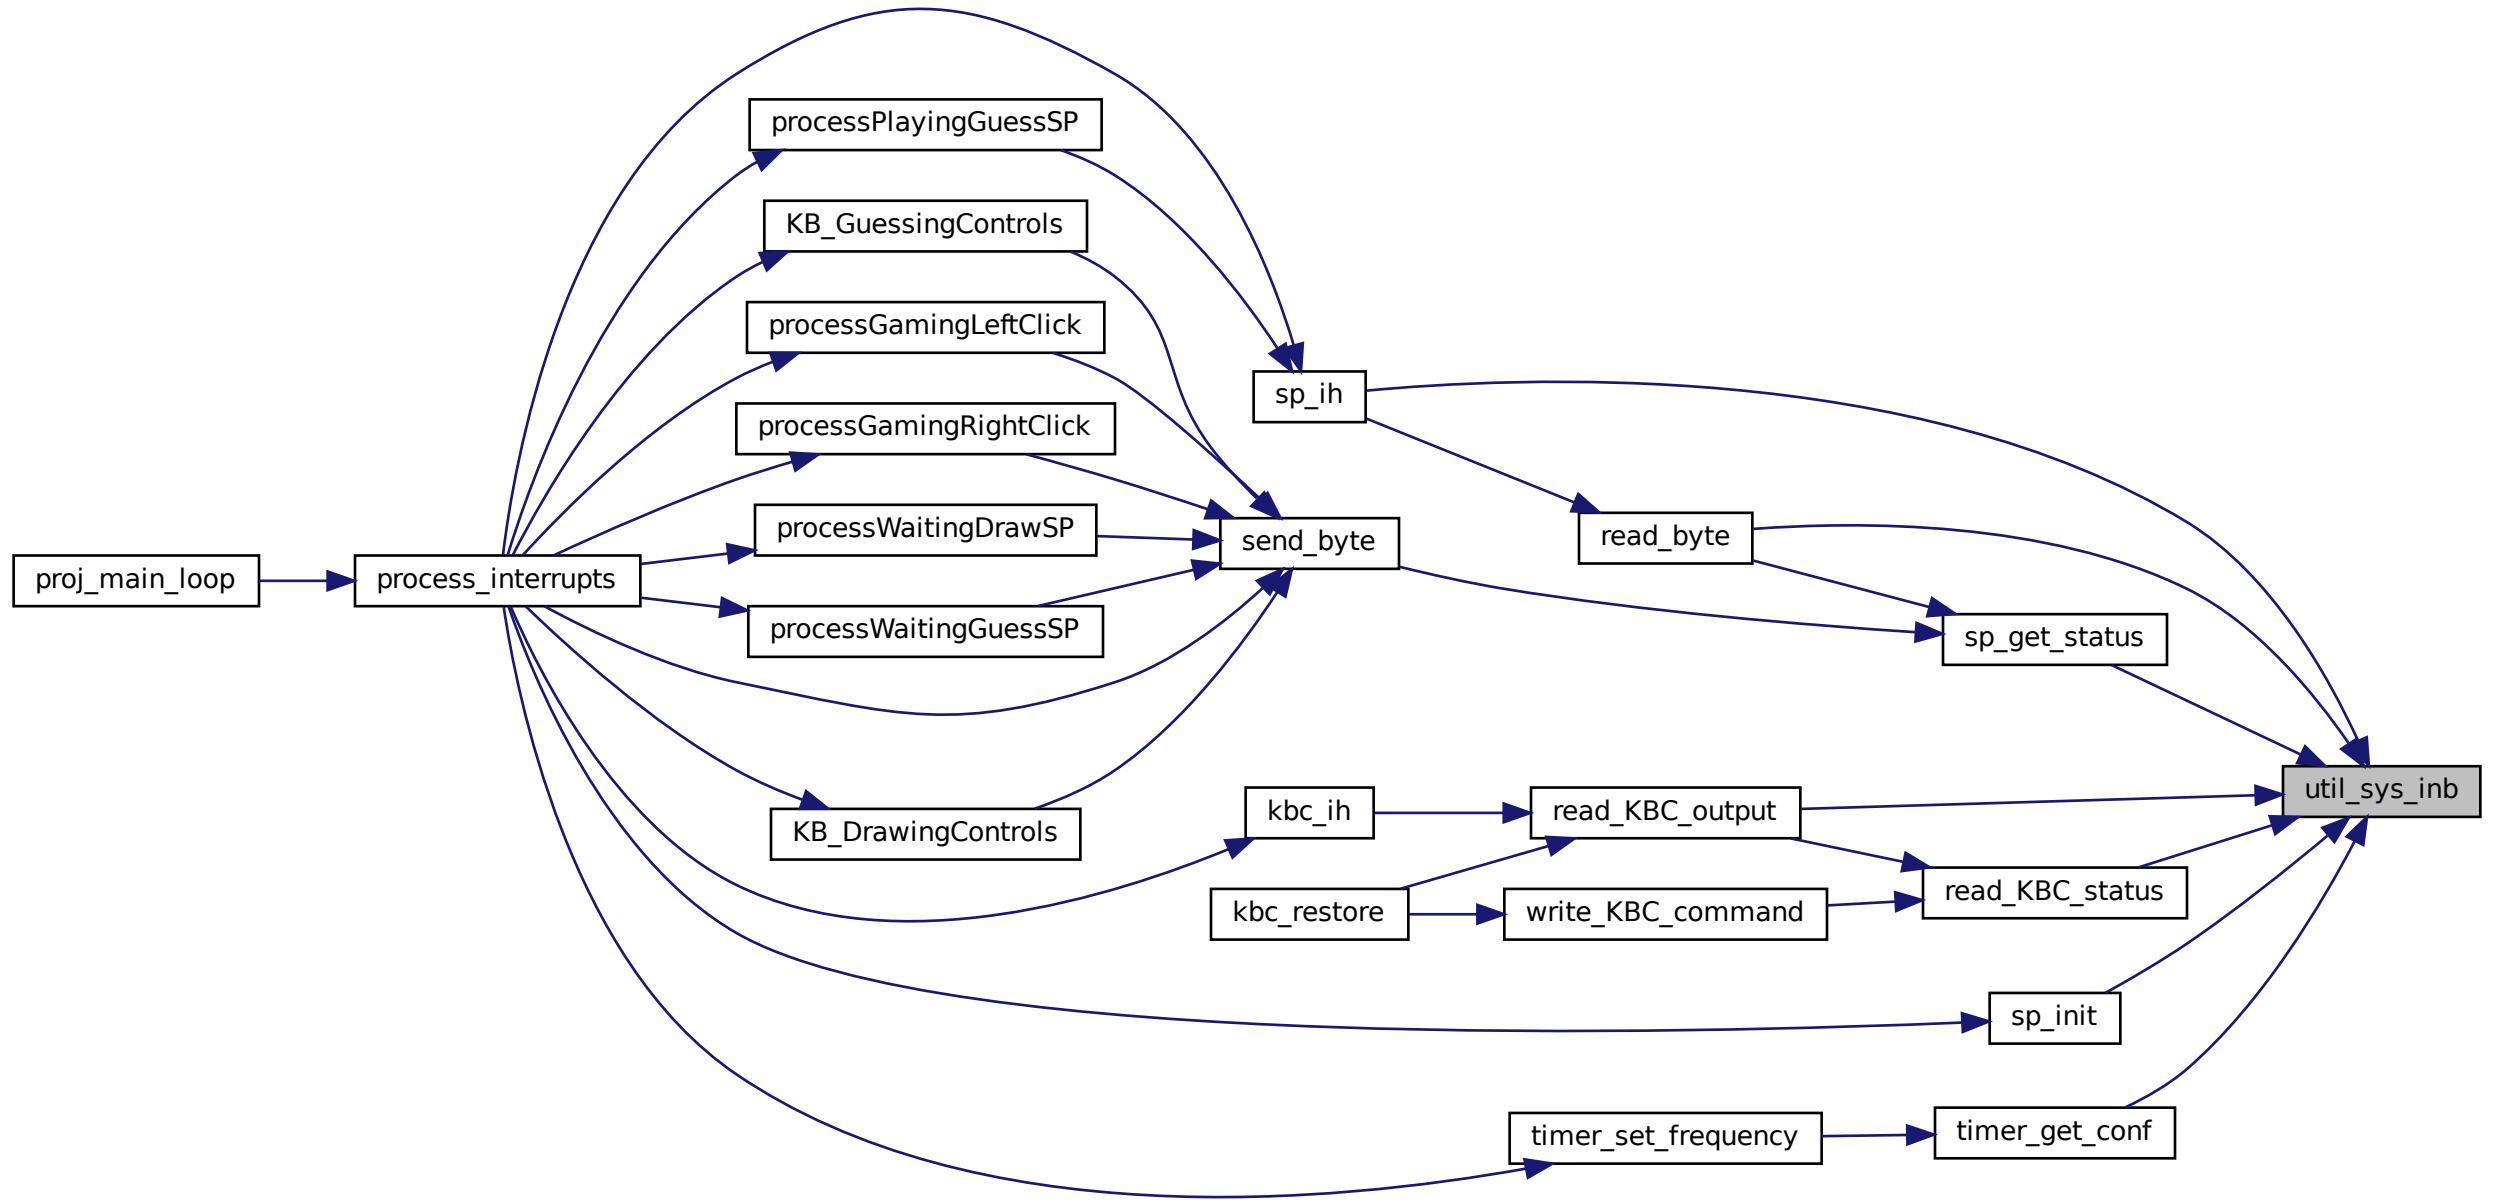 processPlayingGuessSP
KB_GuessingControls
processGamingLeftClick
sp_ih
processGamingRightClick
processWaitingDrawSP
send_byte
read_byte
proj_main_loop
process_interrupts
processWaitingGuessSP
sp_get_status
util_sys_inb
kbc_ih
read_KBC_output
KB_DrawingControls
read_KBC_status
kbc_restore
write_KBC_command
sp_init
timer_set_frequency
timer_get_conf